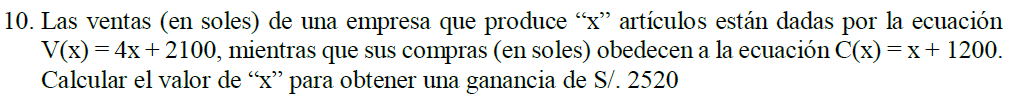 10. Las ventas (en soles) de una empresa que produce “x” artículos están dadas por la ecuación
V(x) = 4x + 2100, mientras que sus compras (en soles) obedecen a la ecuación C(x) = x + 1200.
Calcular el valor de “x” para obtener una ganancia de S/. 2520